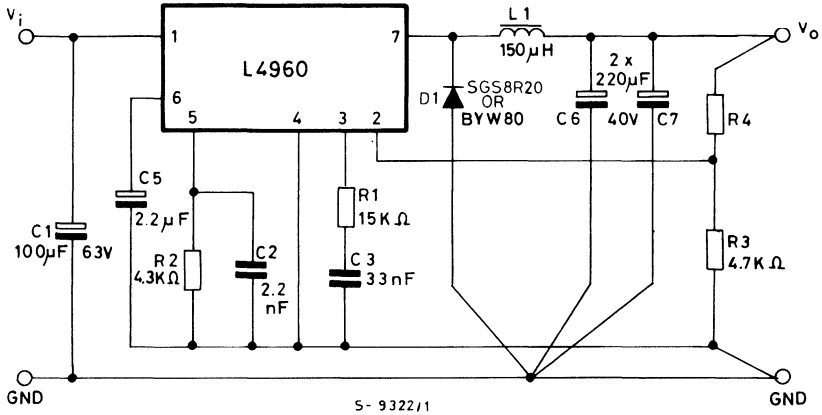 Vi
1
7
L1
150µH
Vo
L4960
6
5
4
3
2
D1
SGS8R20
OR
BYW80
2 x
220µF
C6
40V
C7
R4
C5
2.2µF
R1
15KΩ
C1
100µF
63V
R2
4.3KΩ
C2
2.2
nF
C3
33nF
R3
4.7KΩ
GND
GND
S- 9322/1